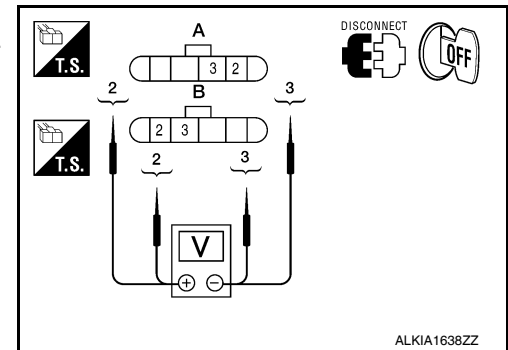 T.S.
A
3 2
DISCONNECT
OFF
2
B
3
T.S.
2 3
2
3
V
+ −
ALKIA1638ZZ